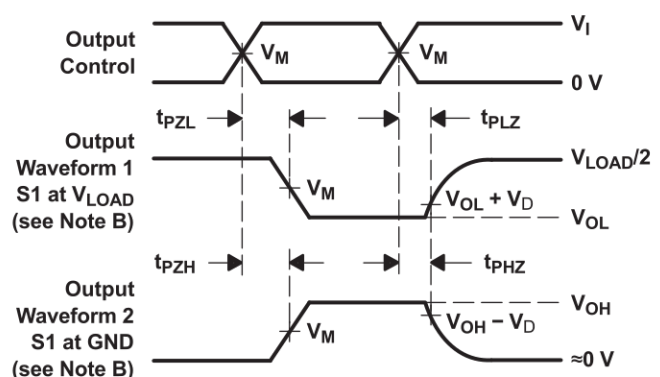 Output
Control
V_M
V_M
V_I
0 V
t_PZL
t_PLZ
Output
Waveform 1
S1 at V_LOAD
(see Note B)
V_M
V_LOAD/2
V_OL + V_D
V_OL
t_PZH
t_PHZ
Output
Waveform 2
S1 at GND
(see Note B)
V_M
V_OH
V_OH − V_D
≈0 V